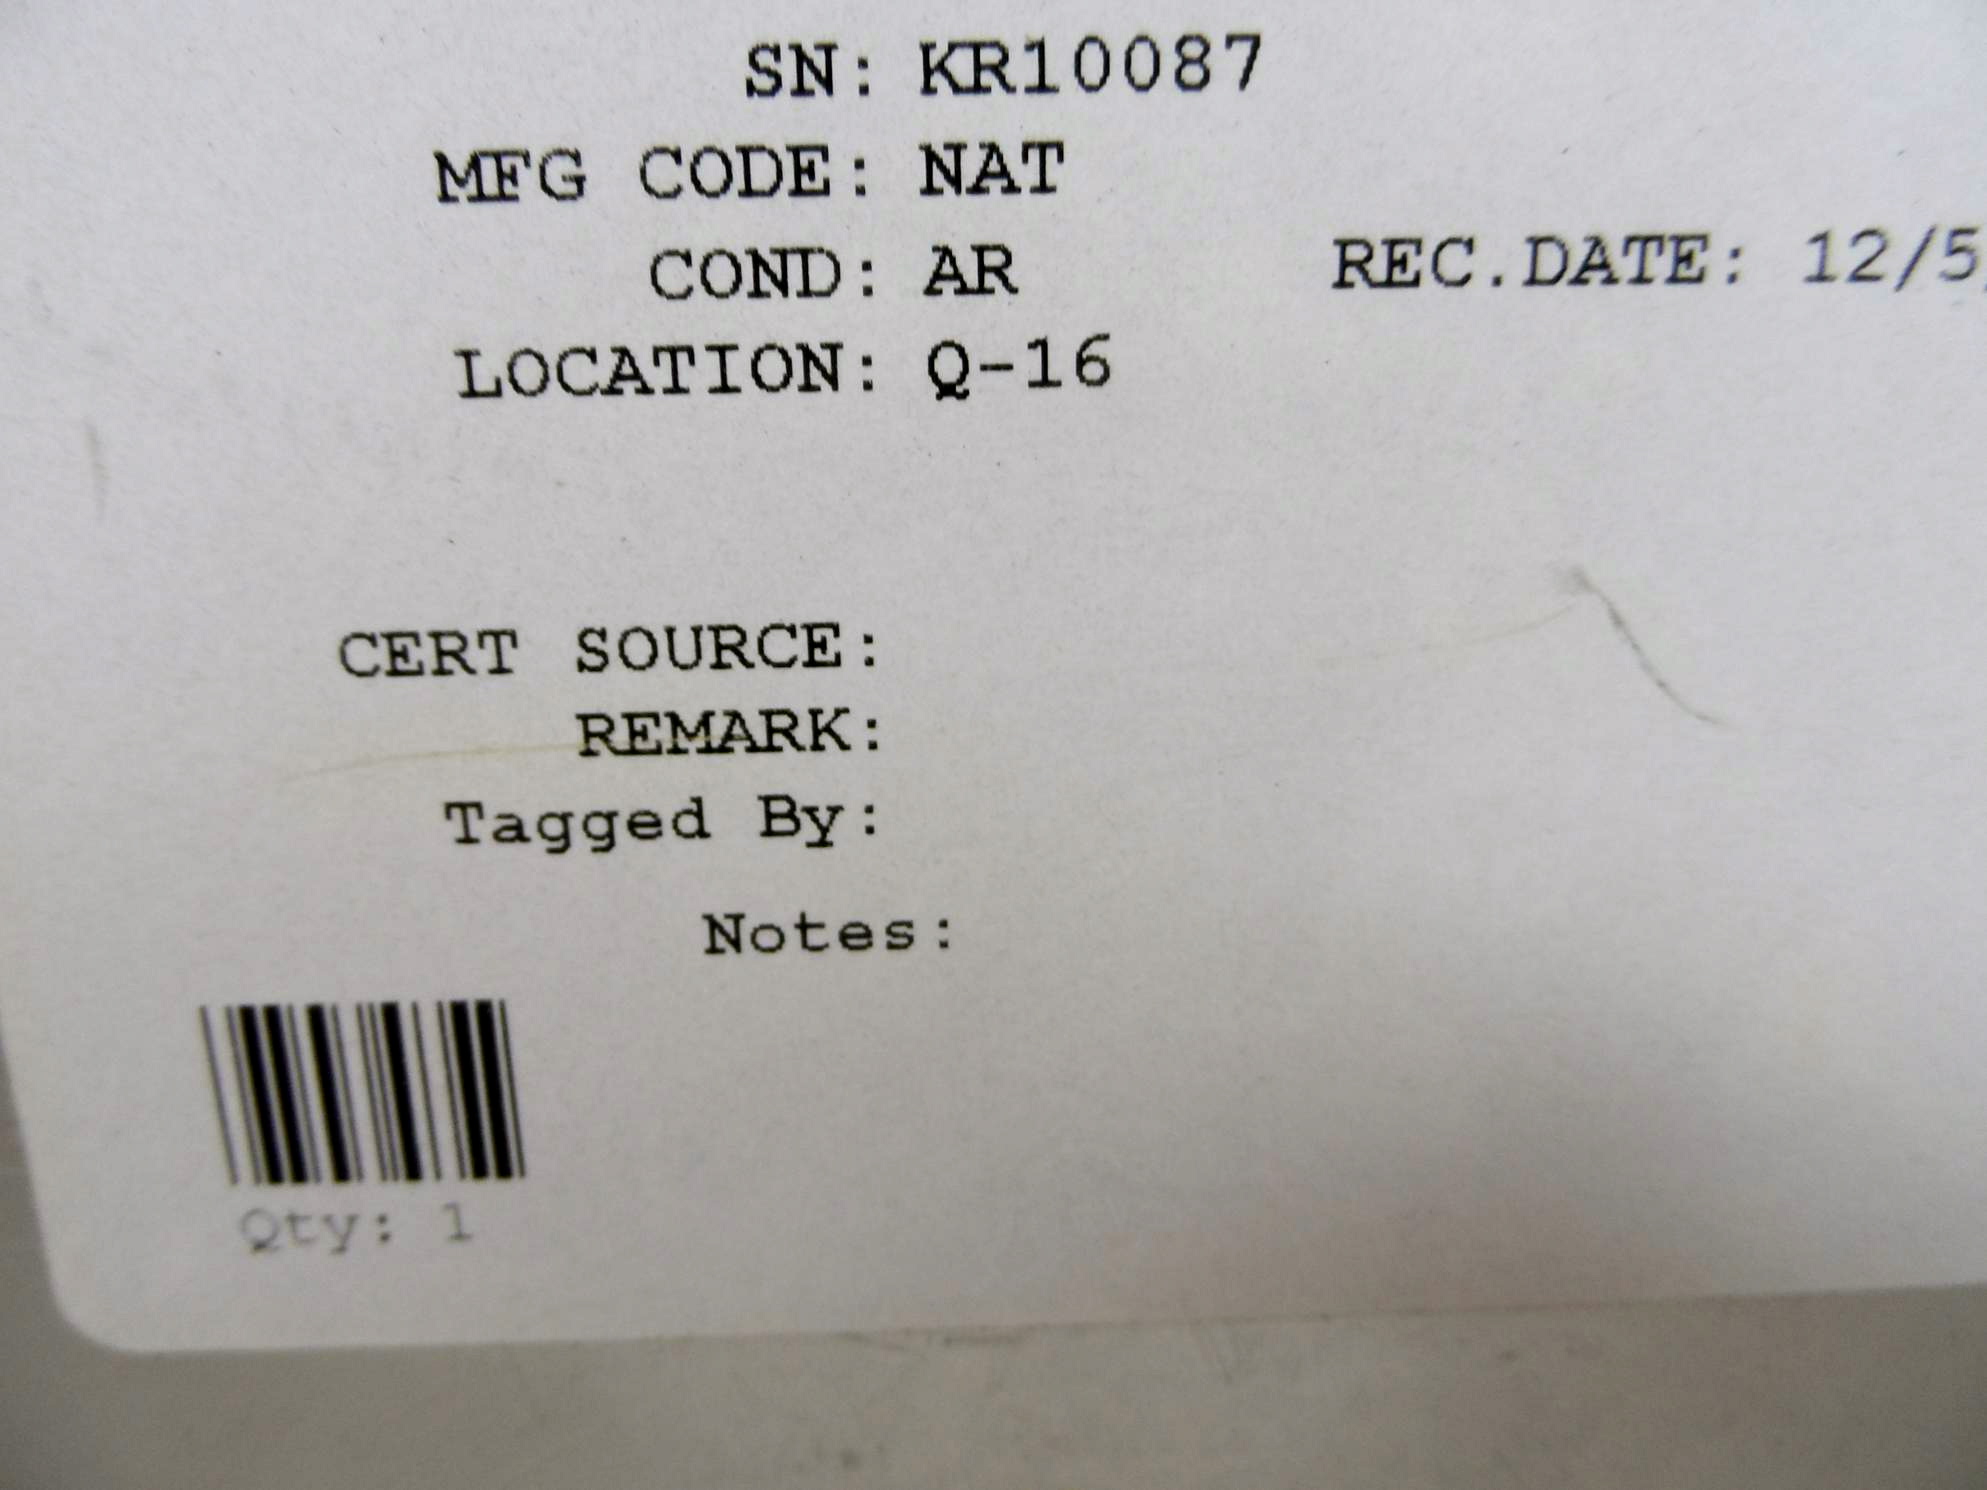 SN: KR10087
MFG CODE: NAT
COND: AR REC.DATE: 12/5
LOCATION: Q-16
CERT SOURCE:
REMARK:
Tagged By:
Notes:
Qty: 1